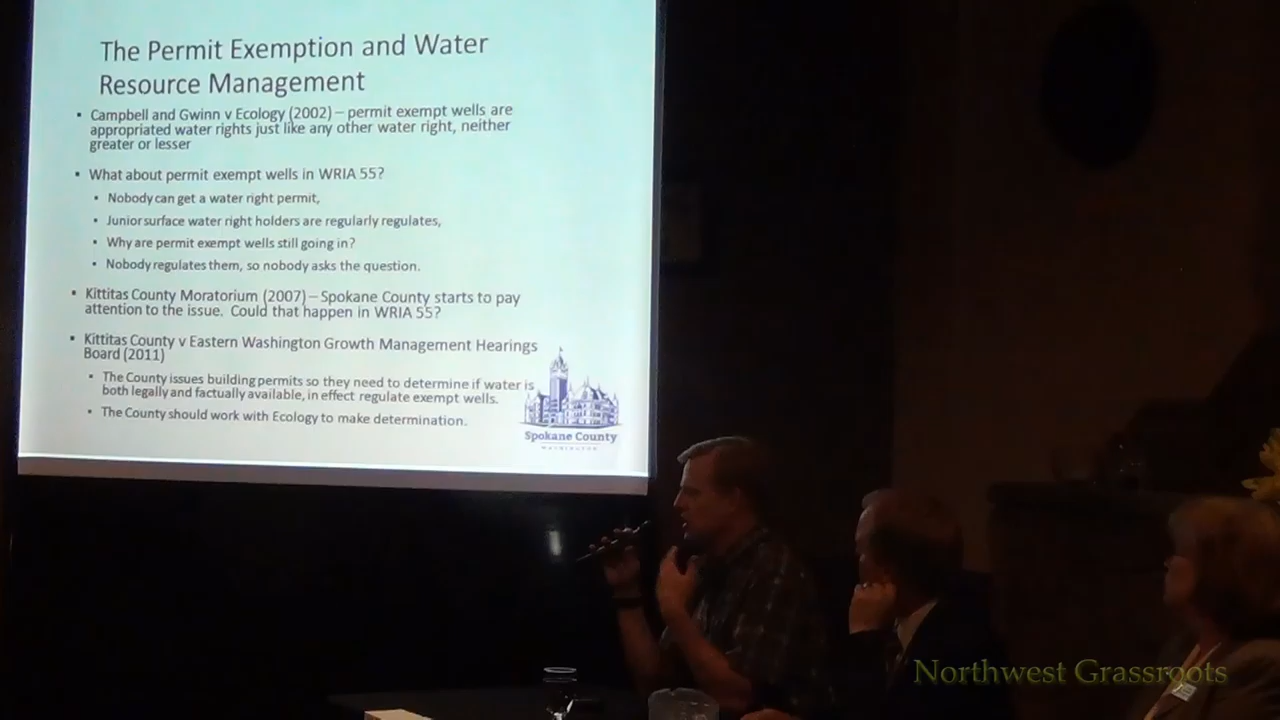 The Permit Exemption and Water
Resource Management
▪ Campbell and Gwinn v Ecology (2002) – permit exempt wells are
appropriated water rights just like any other water right, neither
greater or lesser
▪ What about permit exempt wells in WRIA 55?
▪ Nobody can get a water right permit,
▪ Junior surface water right holders are regularly regulates,
▪ Why are permit exempt wells still going in?
▪ Nobody regulates them, so nobody asks the question.
▪ Kittitas County Moratorium (2007) – Spokane County starts to pay
attention to the issue. Could that happen in WRIA 55?
▪ Kittitas County v Eastern Washington Growth Management Hearings
Board (2011)
▪ The County issues building permits so they need to determine if water is
both legally and factually available, in effect regulate exempt wells.
▪ The County should work with Ecology to make determination.
Spokane County
WASHINGTON
Northwest Grassroots